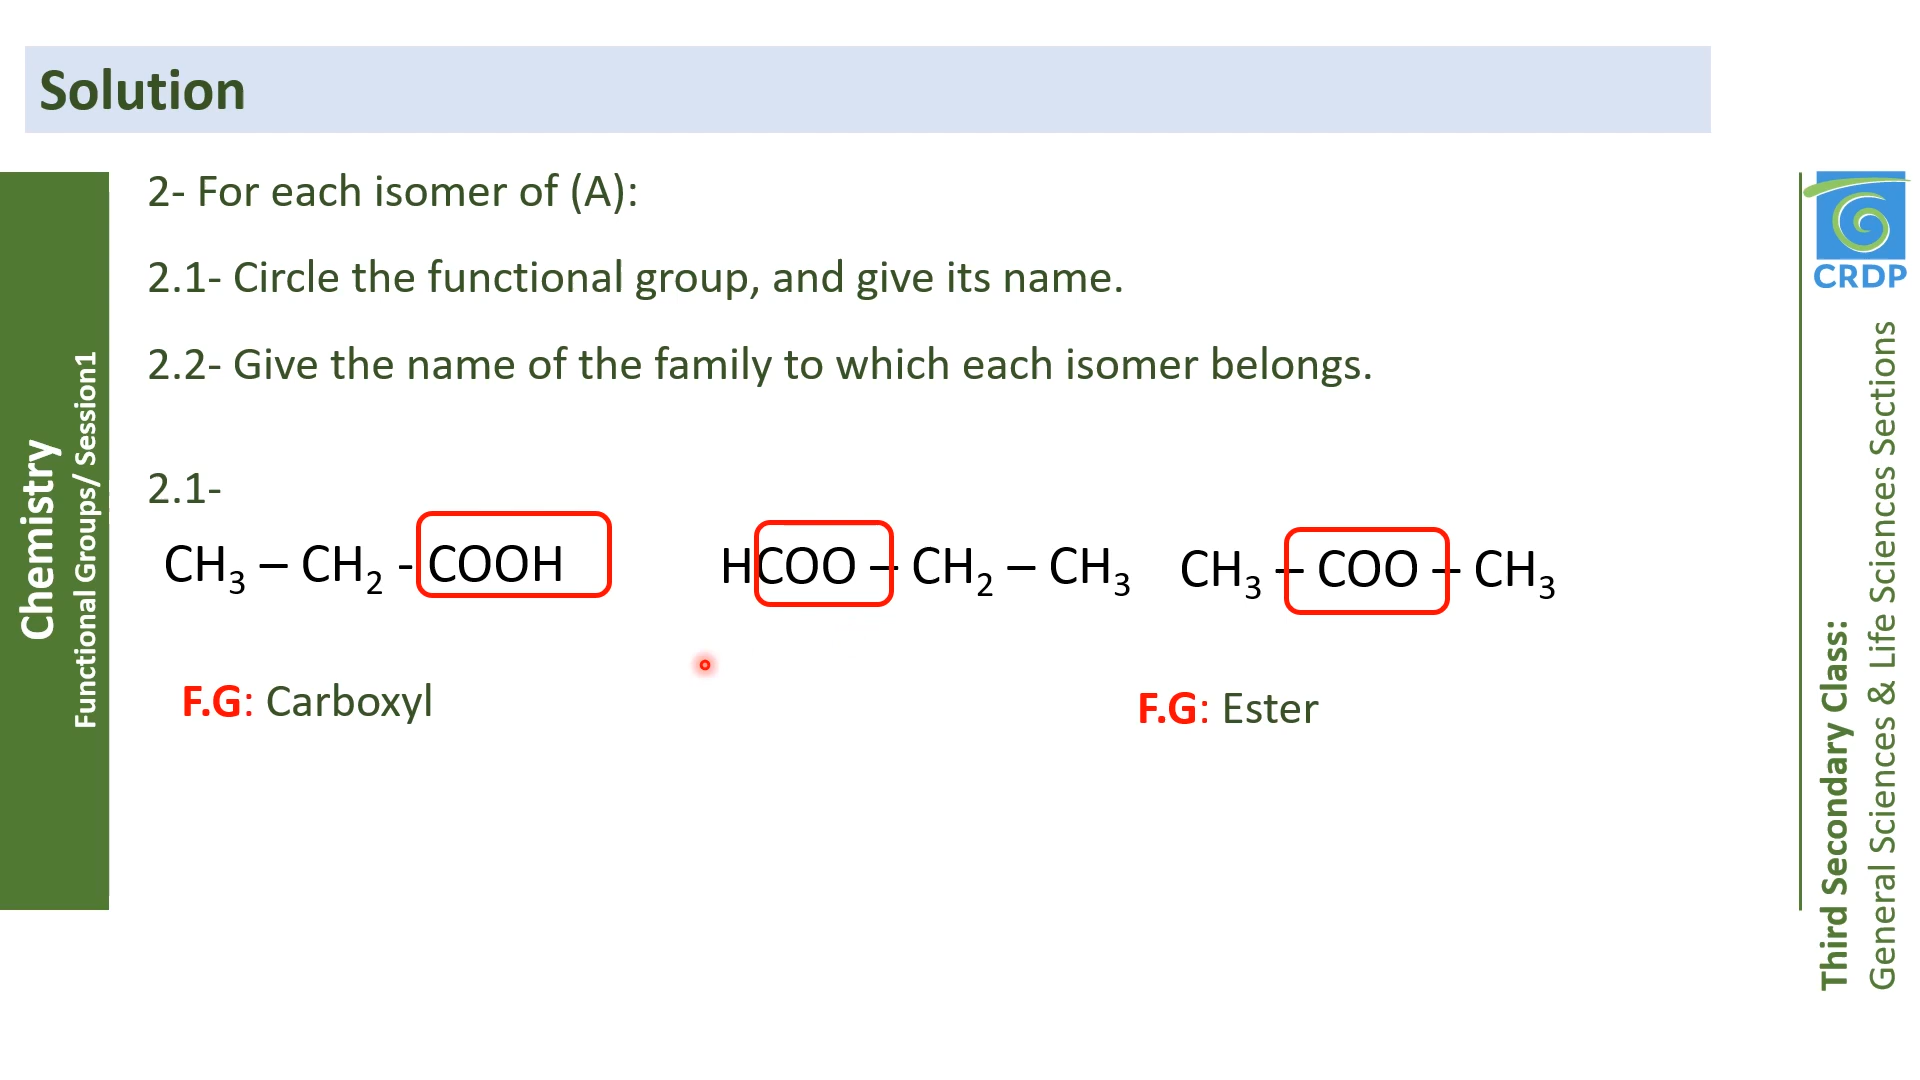 Solution
2- For each isomer of (A):
2.1- Circle the functional group, and give its name.
2.2- Give the name of the family to which each isomer belongs.
2.1-
CH₃ – CH₂ - COOH
HCOO – CH₂ – CH₃
CH₃ – COO – CH₃
F.G: Carboxyl
F.G: Ester
Chemistry
Functional Groups/ Session1
CRDP
Third Secondary Class:
General Sciences & Life Sciences Sections